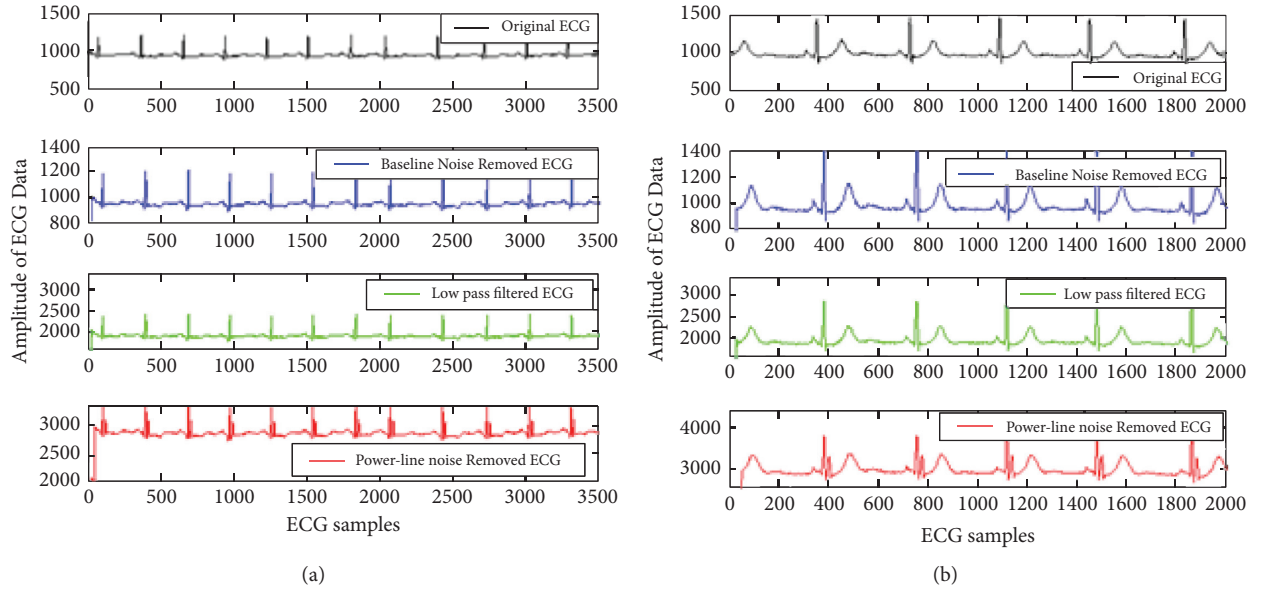 Amplitude of ECG Data
1500
1000
500
Original ECG
0 500 1000 1500 2000 2500 3000 3500
1400
1200
1000
800
Baseline Noise Removed ECG
0 500 1000 1500 2000 2500 3000 3500
3000
2500
2000
Low pass filtered ECG
0 500 1000 1500 2000 2500 3000 3500
3000
2500
2000
Power-line noise Removed ECG
0 500 1000 1500 2000 2500 3000 3500
ECG samples
(a)
Amplitude of ECG Data
1500
1000
500
Original ECG
0 200 400 600 800 1000 1200 1400 1600 1800 2000
1400
1200
1000
800
Baseline Noise Removed ECG
0 200 400 600 800 1000 1200 1400 1600 1800 2000
3000
2500
2000
Low pass filtered ECG
0 200 400 600 800 1000 1200 1400 1600 1800 2000
4000
3000
Power-line noise Removed ECG
0 200 400 600 800 1000 1200 1400 1600 1800 2000
ECG samples
(b)